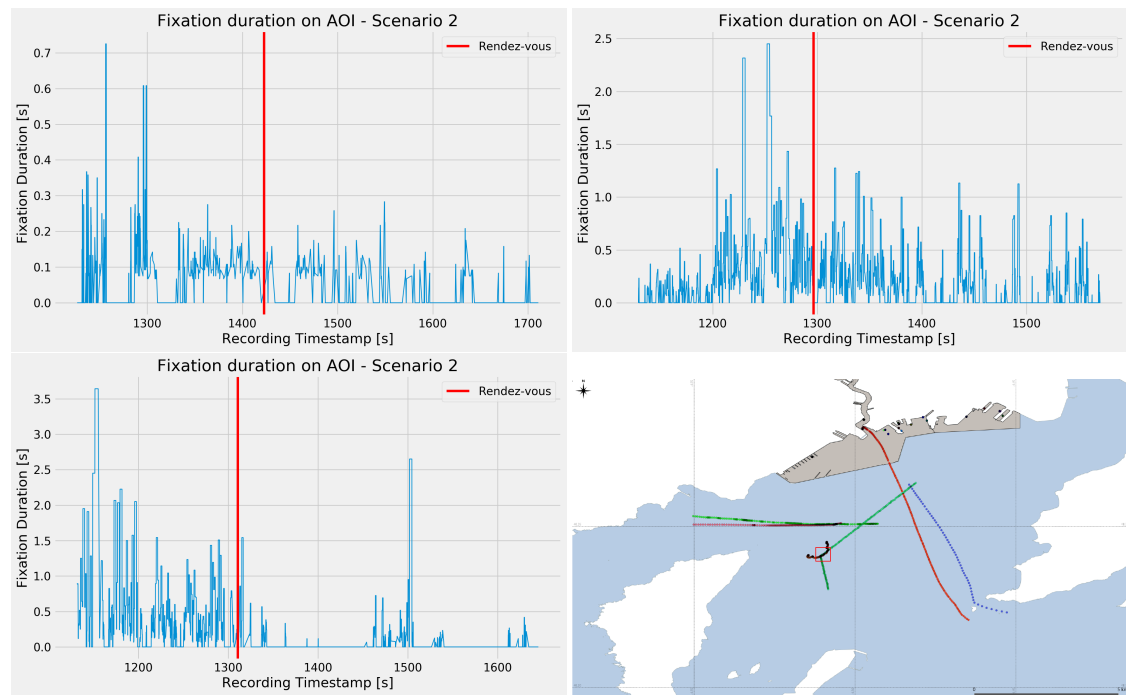 Fixation duration on AOI - Scenario 2
Rendez-vous
Fixation Duration [s]
0.7
0.6
0.5
0.4
0.3
0.2
0.1
0.0
1300 1400 1500 1600 1700
Recording Timestamp [s]
Fixation duration on AOI - Scenario 2
Rendez-vous
Fixation Duration [s]
2.5
2.0
1.5
1.0
0.5
0.0
1200 1300 1400 1500
Recording Timestamp [s]
Fixation duration on AOI - Scenario 2
Rendez-vous
Fixation Duration [s]
3.5
3.0
2.5
2.0
1.5
1.0
0.5
0.0
1200 1300 1400 1500 1600
Recording Timestamp [s]
0